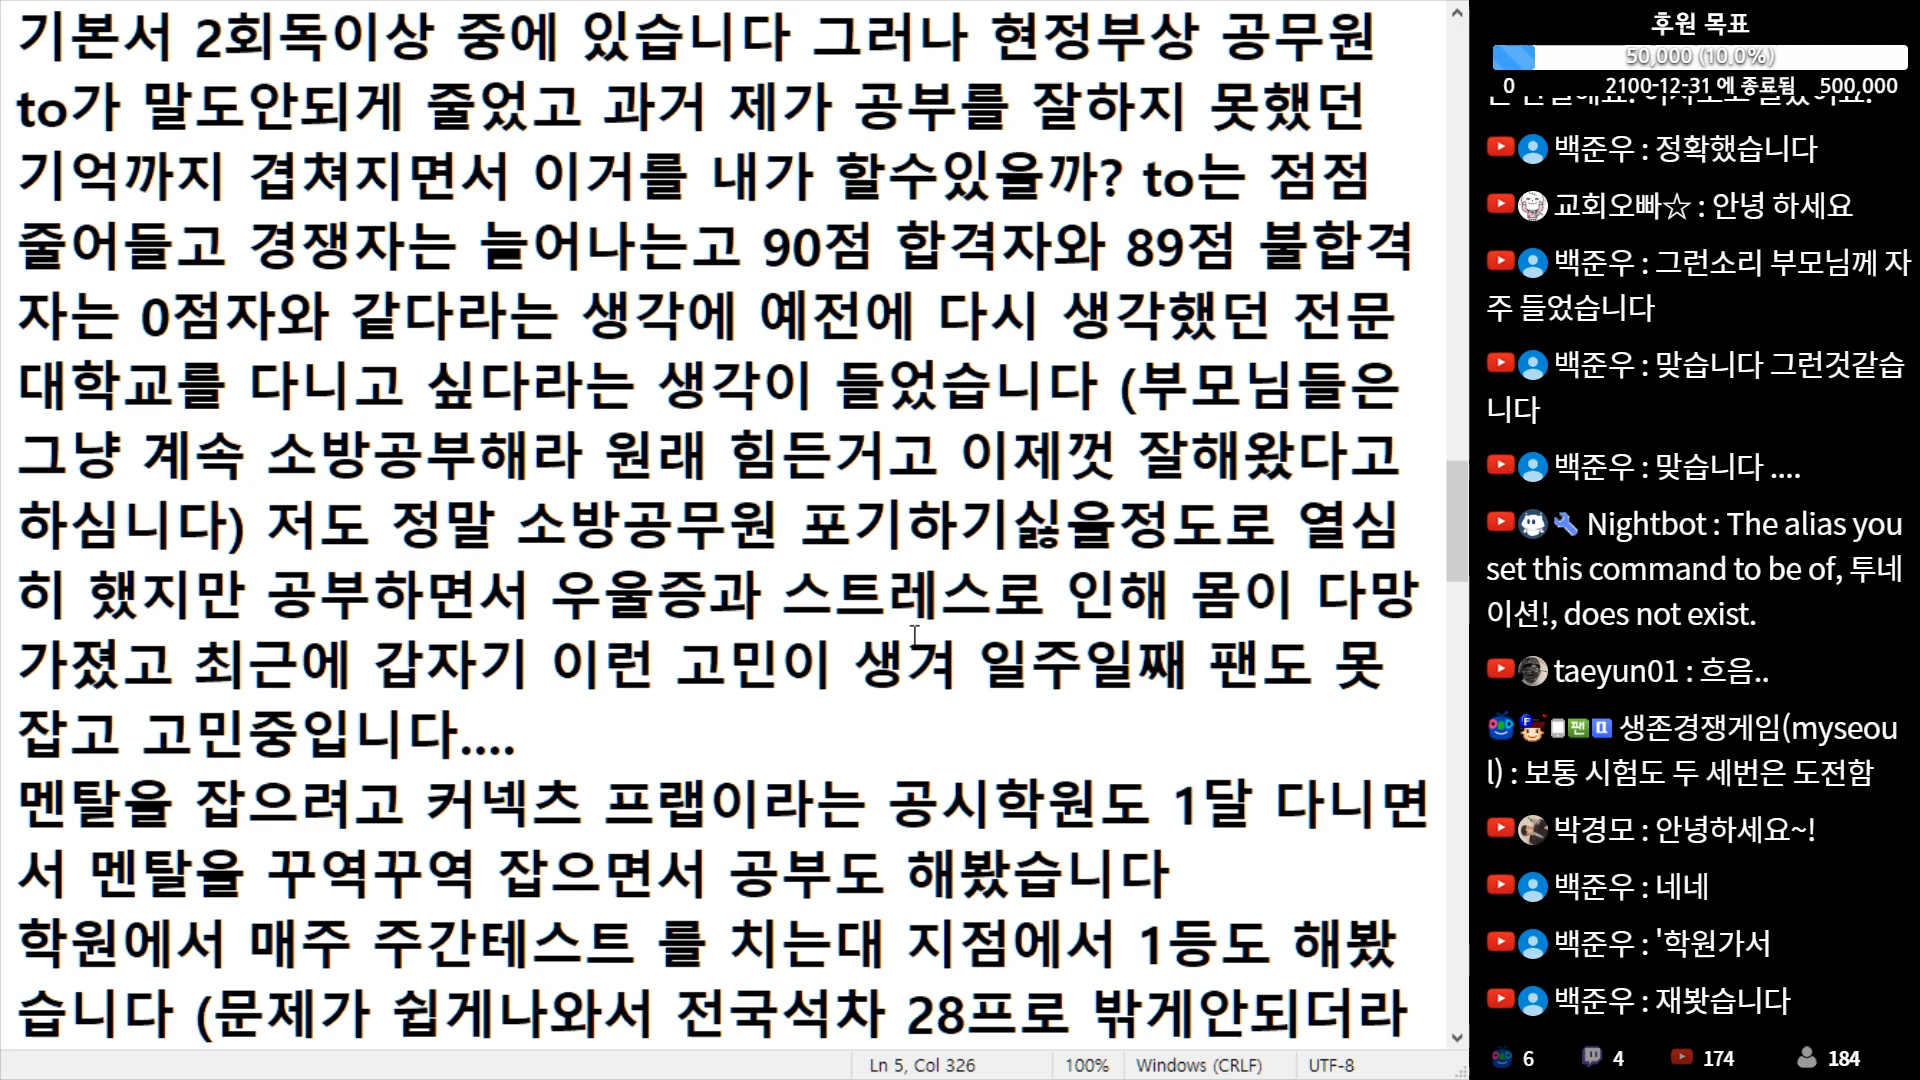 기본서 2회독이상 중에 있습니다 그러나 현정부상 공무원
to가 말도안되게 줄었고 과거 제가 공부를 잘하지 못했던
기억까지 겹쳐지면서 이거를 내가 할수있을까? to는 점점
줄어들고 경쟁자는 늘어나는고 90점 합격자와 89점 불합격
자는 0점자와 같다라는 생각에 예전에 다시 생각했던 전문
대학교를 다니고 싶다라는 생각이 들었습니다 (부모님들은
그냥 계속 소방공부해라 원래 힘든거고 이제껏 잘해왔다고
하심니다) 저도 정말 소방공무원 포기하기싫을정도로 열심
히 했지만 공부하면서 우울증과 스트레스로 인해 몸이 다망
가졌고 최근에 갑자기 이런 고민이 생겨 일주일째 팬도 못
잡고 고민중입니다....
멘탈을 잡으려고 커넥츠 프랩이라는 공시학원도 1달 다니면
서 멘탈을 꾸역꾸역 잡으면서 공부도 해봤습니다
학원에서 매주 주간테스트 를 치는대 지점에서 1등도 해봤
습니다 (문제가 쉽게나와서 전국석차 28프로 밖게안되더라
Ln 5, Col 326
100%
Windows (CRLF)
UTF-8
후원 목표
50,000 (10.0%)
0 2100-12-31 에 종료됨 500,000
백준우 : 정확했습니다
교회오빠☆ : 안녕 하세요
백준우 : 그런소리 부모님께 자
주 들었습니다
백준우 : 맞습니다 그런것같습
니다
백준우 : 맞습니다 ....
Nightbot : The alias you
set this command to be of, 투네
이션!, does not exist.
taeyun01 : 흐음..
생존경쟁게임(myseou
l) : 보통 시험도 두 세번은 도전함
박경모 : 안녕하세요~!
백준우 : 네네
백준우 : '학원가서
백준우 : 재봣습니다
6 4 174 184